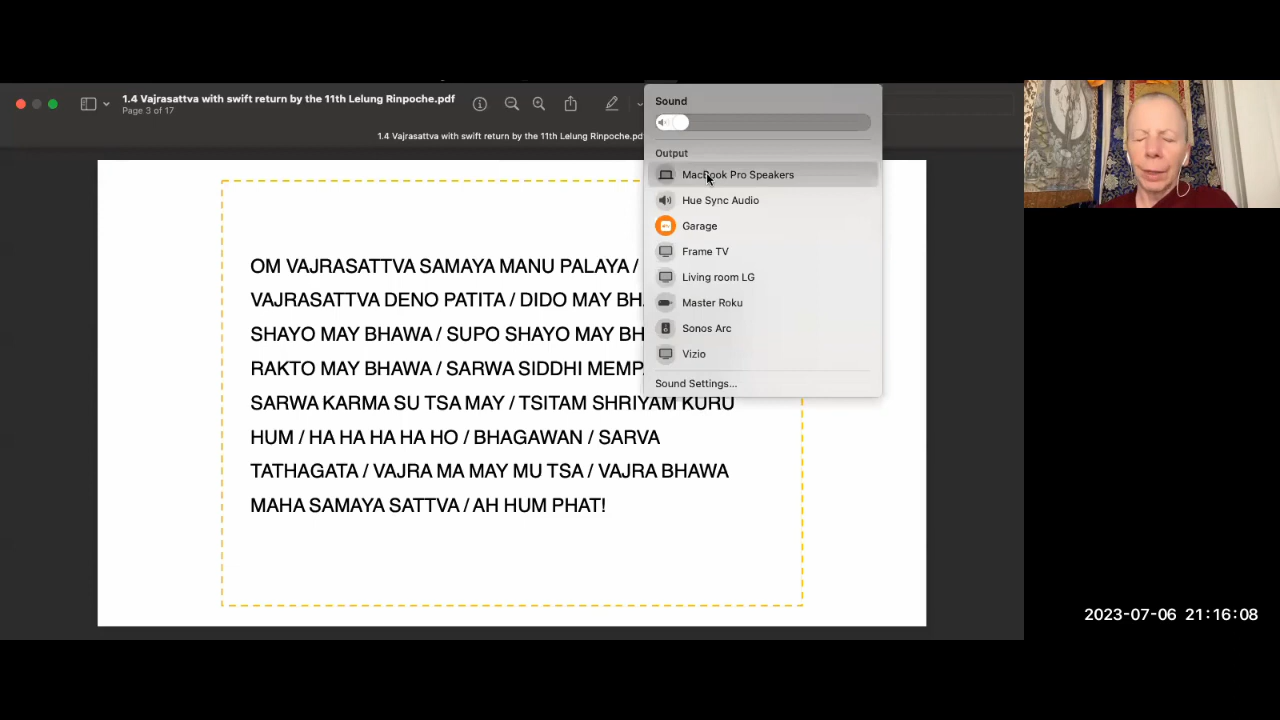 1.4 Vajrasattva with swift return by the 11th Lelung Rinpoche.pdf
Page 3 of 17
1.4 Vajrasattva with swift return by the 11th Lelung Rinpoche.pdf
Sound
Output
MacBook Pro Speakers
Hue Sync Audio
Garage
Frame TV
Living room LG
Master Roku
Sonos Arc
Vizio
Sound Settings...
OM VAJRASATTVA SAMAYA MANU PALAYA /
VAJRASATTVA DENO PATITA / DIDO MAY
SHAYO MAY BHAWA / SUPO SHAYO MAY
RAKTO MAY BHAWA / SARWA SIDDHI
SARWA KARMA SU TSA MAY / TSITAM SHRIYAM KURU
HUM / HA HA HA HA HO / BHAGAWAN / SARVA
TATHAGATA / VAJRA MA MAY MU TSA / VAJRA BHAWA
MAHA SAMAYA SATTVA / AH HUM PHAT!
2023-07-06 21:16:08